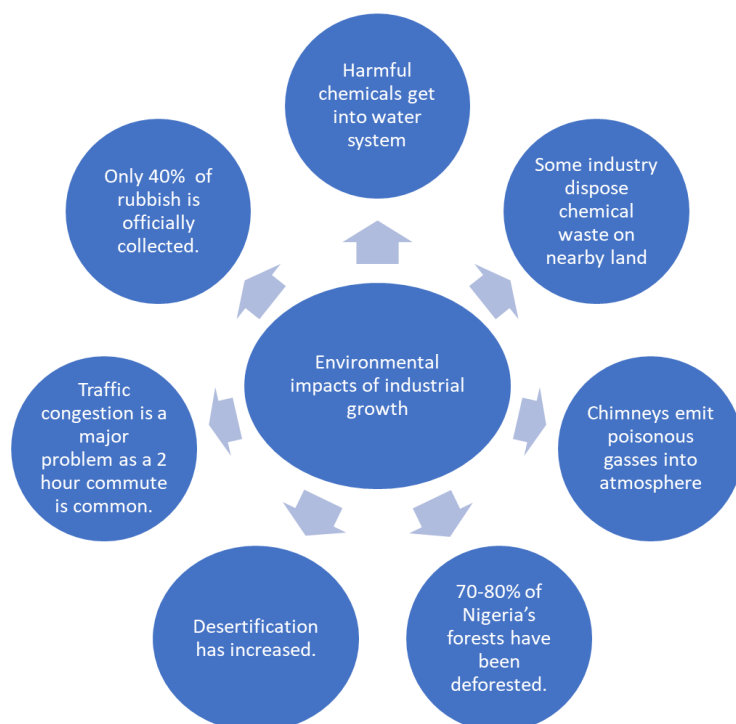 Harmful
chemicals get
into water
system
Some industry
dispose
chemical
waste on
nearby land
Chimneys emit
poisonous
gasses into
atmosphere
70-80% of
Nigeria’s
forests have
been
deforested.
Desertification
has increased.
Traffic
congestion is a
major
problem as a 2
hour commute
is common.
Only 40% of
rubbish is
officially
collected.
Environmental
impacts of industrial
growth